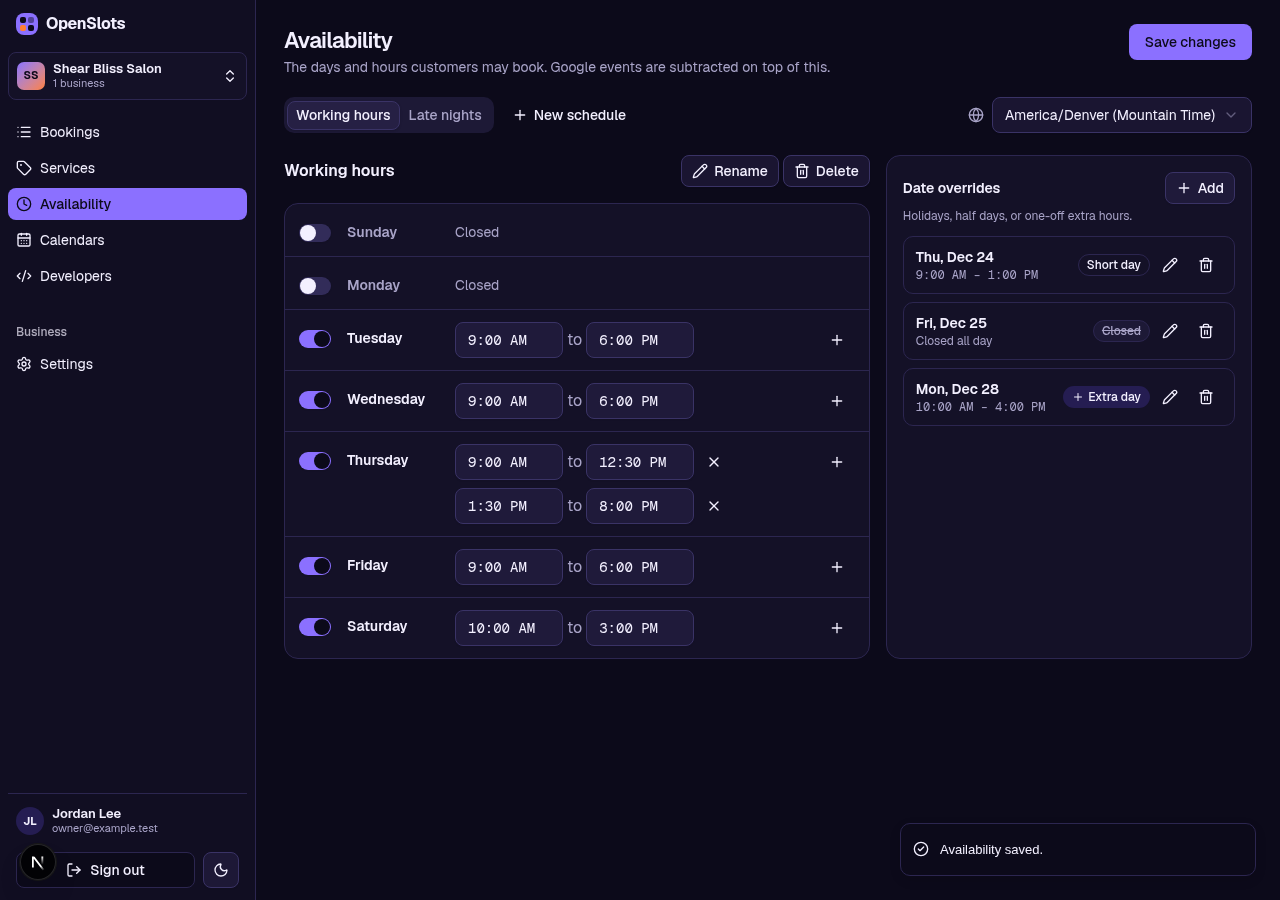 OpenSlots
SS
Shear Bliss Salon
1 business
Bookings
Services
Availability
Calendars
Developers
Business
Settings
JL
Jordan Lee
owner@example.test
N
Sign out
Availability
The days and hours customers may book. Google events are subtracted on top of this.
Save changes
Working hours
Late nights
New schedule
America/Denver (Mountain Time)
Working hours
Rename
Delete
Sunday Closed
Monday Closed
Tuesday 9:00 AM to 6:00 PM
Wednesday 9:00 AM to 6:00 PM
Thursday 9:00 AM to 12:30 PM
1:30 PM to 8:00 PM
Friday 9:00 AM to 6:00 PM
Saturday 10:00 AM to 3:00 PM
Date overrides
Add
Holidays, half days, or one-off extra hours.
Thu, Dec 24
9:00 AM – 1:00 PM
Short day
Fri, Dec 25
Closed all day
Closed
Mon, Dec 28
10:00 AM – 4:00 PM
Extra day
Availability saved.